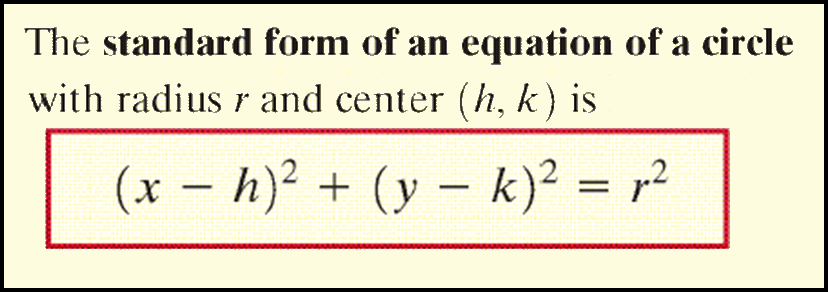 The standard form of an equation of a circle
with radius r and center (h, k) is
(x − h)² + (y − k)² = r²